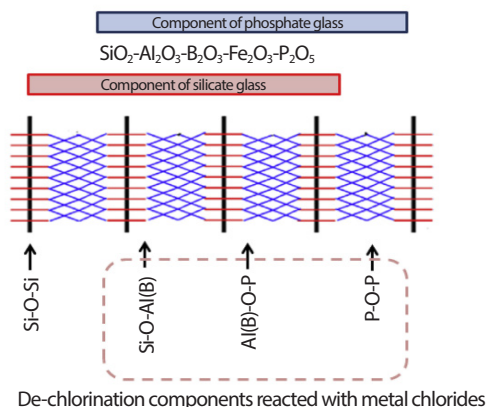 Component of phosphate glass
SiO₂-Al₂O₃-B₂O₃-Fe₂O₃-P₂O₅
Component of silicate glass
Si-O-Si
Si-O-Al(B)
Al(B)-O-P
P-O-P
De-chlorination components reacted with metal chlorides